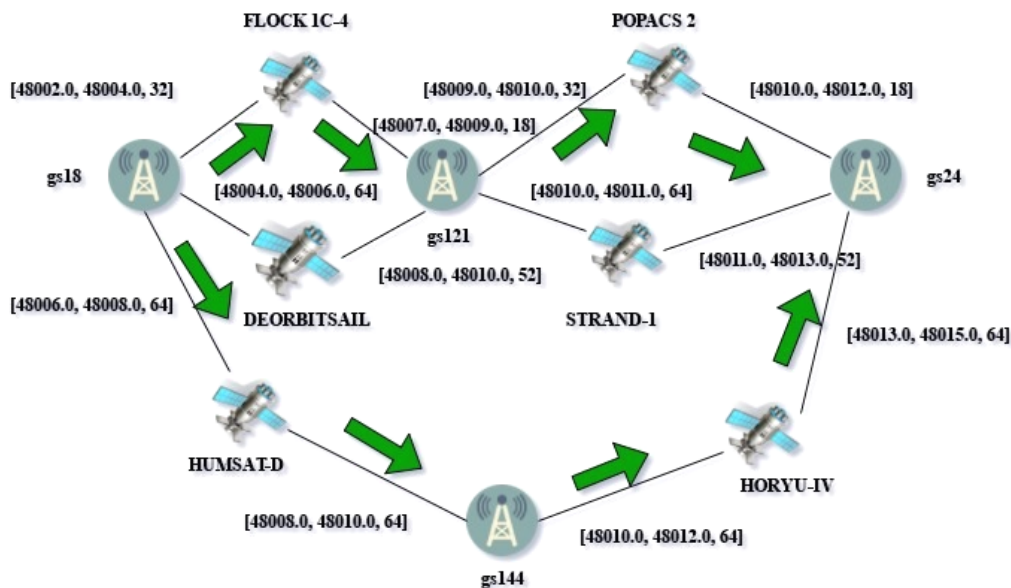 FLOCK 1C-4
POPACS 2
[48002.0, 48004.0, 32]
[48009.0, 48010.0, 32]
[48010.0, 48012.0, 18]
[48007.0, 48009.0, 18]
gs18
[48004.0, 48006.0, 64]
[48010.0, 48011.0, 64]
gs24
gs121
[48008.0, 48010.0, 52]
[48011.0, 48013.0, 52]
[48006.0, 48008.0, 64]
DEORBITSAIL
STRAND-1
[48013.0, 48015.0, 64]
HUMSAT-D
HORYU-IV
[48008.0, 48010.0, 64]
[48010.0, 48012.0, 64]
gs144